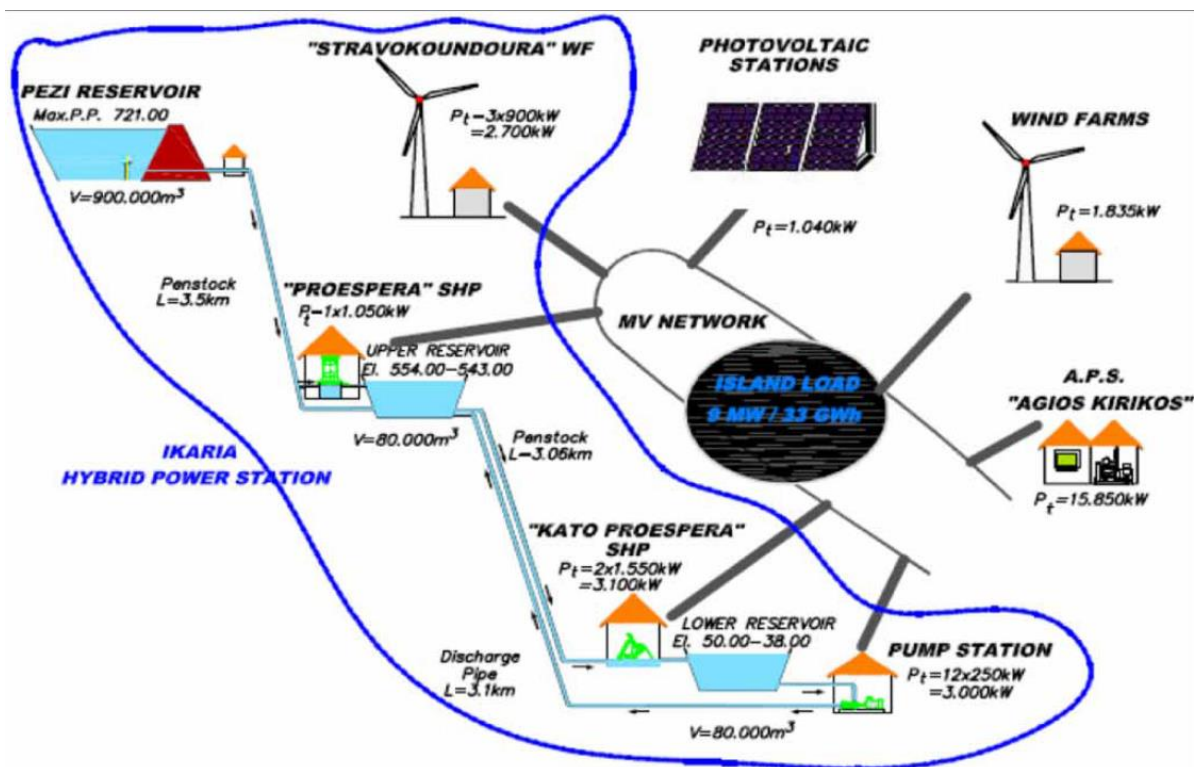 "STRAVOKOUNDOURA" WF
Pt-3x900kW
=2.700kW
PHOTOVOLTAIC
STATIONS
Pt=1.040kW
WIND FARMS
Pt=1.835kW
PEZI RESERVOIR
Max.P.P. 721.00
V=900.000m³
Penstock
L=3.5km
"PROESPERA" SHP
Pt-1x1.050kW
UPPER RESERVOIR
El. 554.00-543.00
V=80.000m³
MV NETWORK
ISLAND LOAD
9 MW / 33 GWh
A.P.S.
"AGIOS KIRIKOS"
Pt=15.850kW
IKARIA
HYBRID POWER STATION
Penstock
L-3.06km
"KATO PROESPERA"
SHP
Pt=2x1.550kW
=3.100kW
LOWER RESERVOIR
El. 50.00-38.00
PUMP STATION
Pt=12x250kW
=3.000kW
Discharge
Pipe
L=3.1km
V=80.000m³